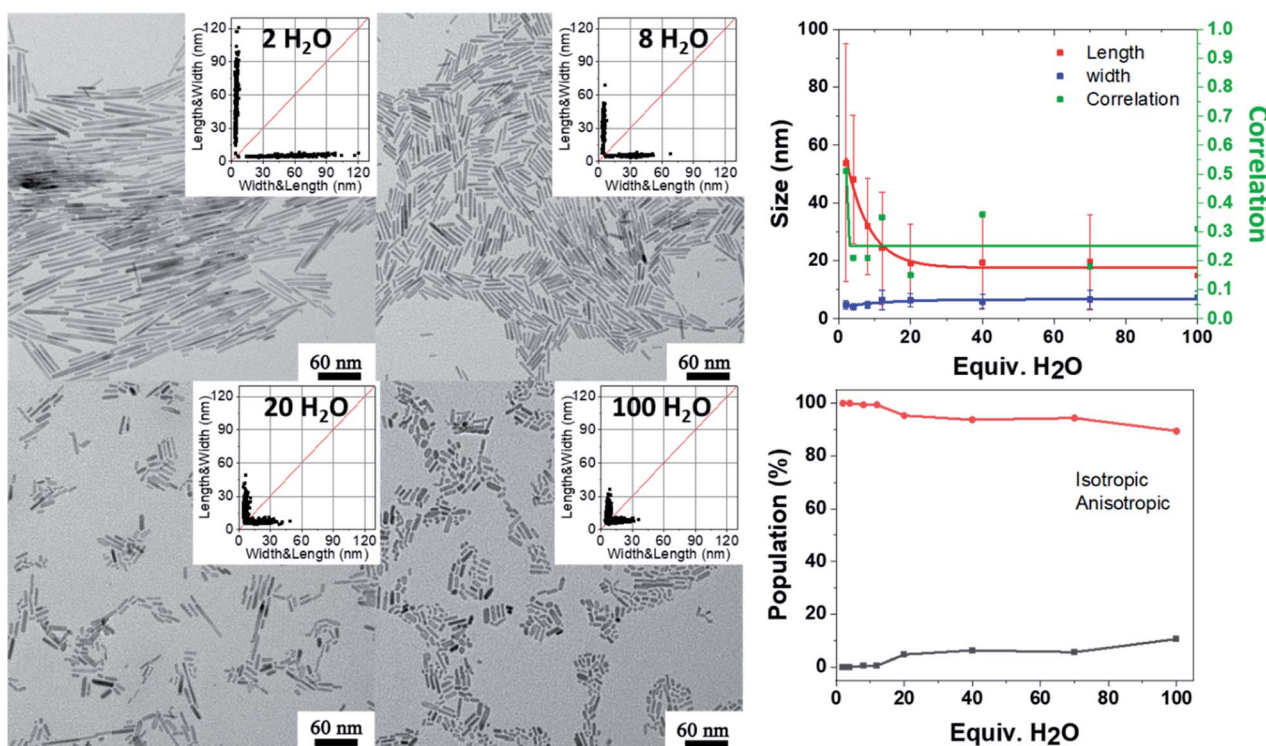 2 H₂O
Length&Width (nm)
120
90
60
30
0
0 30 60 90 120
Width&Length (nm)
60 nm
8 H₂O
Length&Width (nm)
120
90
60
30
0
0 30 60 90 120
Width&Length (nm)
60 nm
20 H₂O
Length&Width (nm)
120
90
60
30
0
0 30 60 90 120
Width&Length (nm)
60 nm
100 H₂O
Length&Width (nm)
120
90
60
30
0
0 30 60 90 120
Width&Length (nm)
60 nm
Size (nm)
100
80
60
40
20
0
Length
width
Correlation
1.0
0.9
0.8
0.7
0.6
0.5
0.4
0.3
0.2
0.1
0.0
Correlation
0 20 40 60 80 100
Equiv. H₂O
Population (%)
100
80
60
40
20
0
Isotropic
Anisotropic
0 20 40 60 80 100
Equiv. H₂O